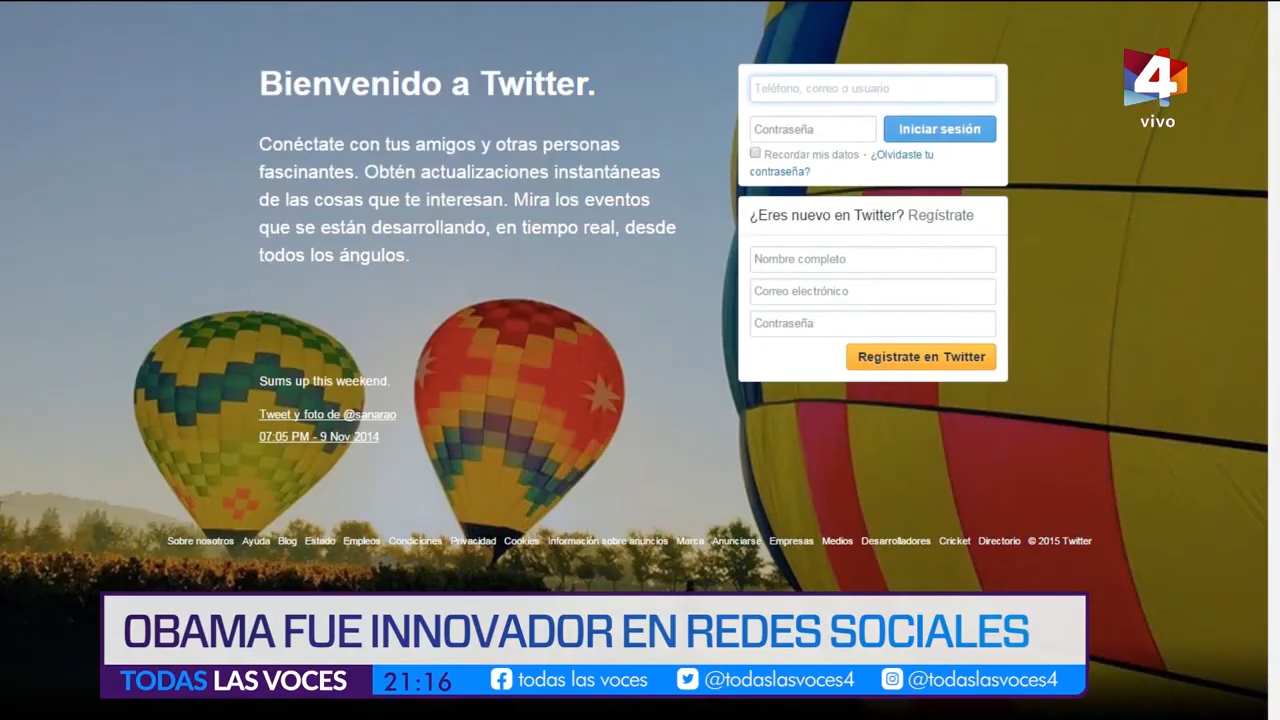 Bienvenido a Twitter.
Conéctate con tus amigos y otras personas
fascinantes. Obtén actualizaciones instantáneas
de las cosas que te interesan. Mira los eventos
que se están desarrollando, en tiempo real, desde
todos los ángulos.
Sums up this weekend.
Tweet y foto de @sanarao
07:05 PM - 9 Nov 2014
Teléfono, correo o usuario
Contraseña
Iniciar sesión
Recordar mis datos · ¿Olvidaste tu
contraseña?
¿Eres nuevo en Twitter? Regístrate
Nombre completo
Correo electrónico
Contraseña
Regístrate en Twitter
4
vivo
Sobre nosotros Ayuda Blog Estado Empleos Condiciones Privacidad Cookies Información sobre anuncios Marca Anunciarse Empresas Medios Desarrolladores Cricket Directorio © 2015 Twitter
OBAMA FUE INNOVADOR EN REDES SOCIALES
TODAS LAS VOCES 21:16 todas las voces @todaslasvoces4 @todaslasvoces4